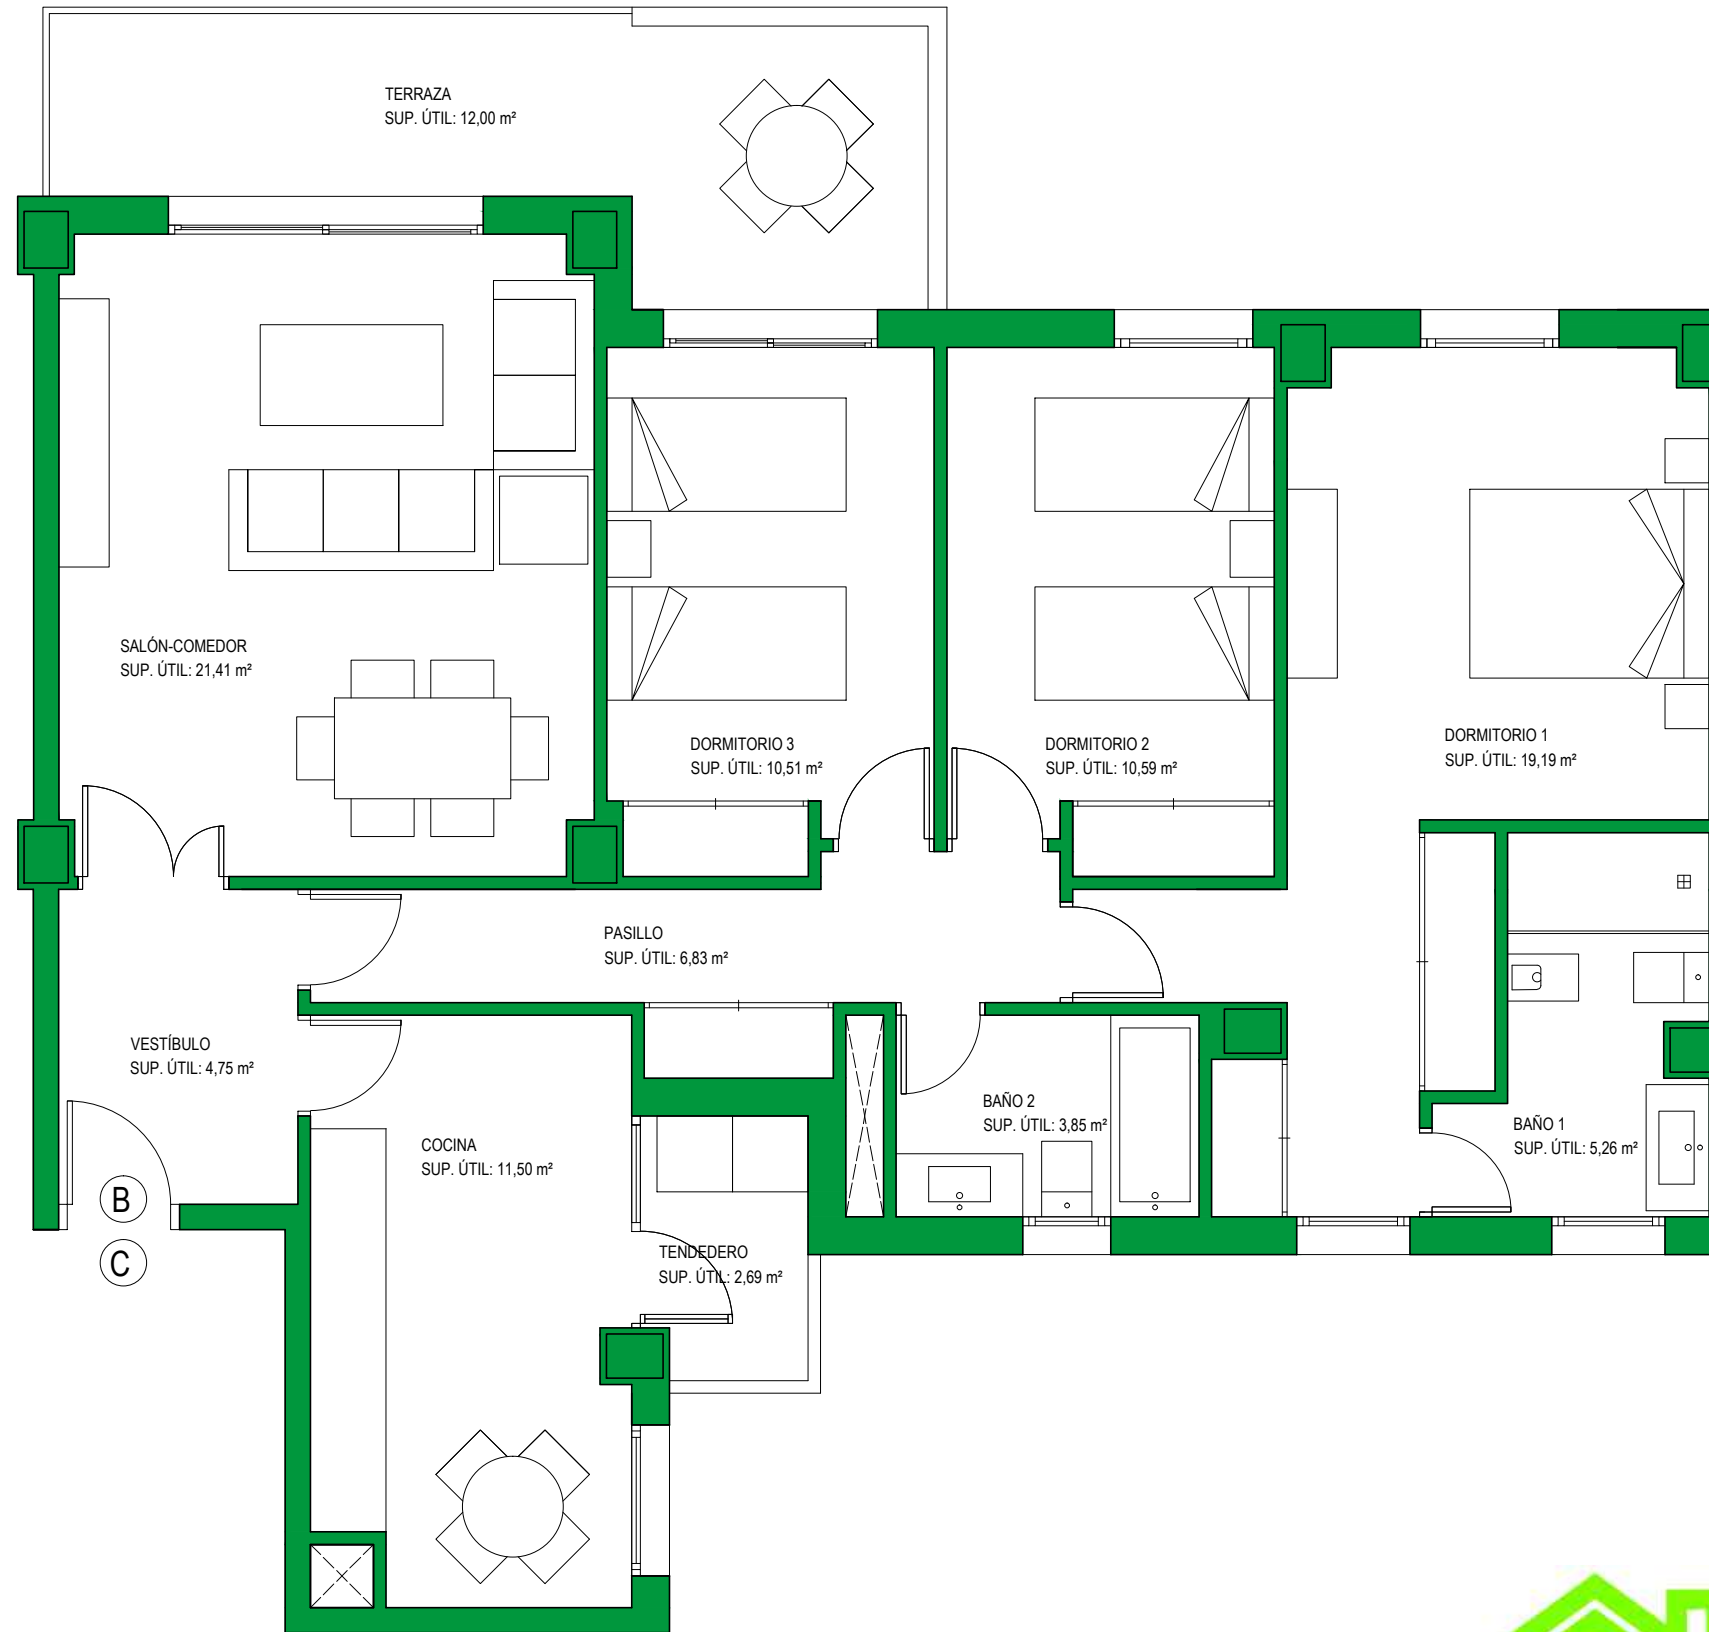 TERRAZA
SUP. ÚTIL: 12,00 m²
SALÓN-COMEDOR
SUP. ÚTIL: 21,41 m²
DORMITORIO 3
SUP. ÚTIL: 10,51 m²
DORMITORIO 2
SUP. ÚTIL: 10,59 m²
DORMITORIO 1
SUP. ÚTIL: 19,19 m²
PASILLO
SUP. ÚTIL: 6,83 m²
VESTÍBULO
SUP. ÚTIL: 4,75 m²
COCINA
SUP. ÚTIL: 11,50 m²
BAÑO 2
SUP. ÚTIL: 3,85 m²
BAÑO 1
SUP. ÚTIL: 5,26 m²
B
C
TENDEDERO
SUP. ÚTIL: 2,69 m²